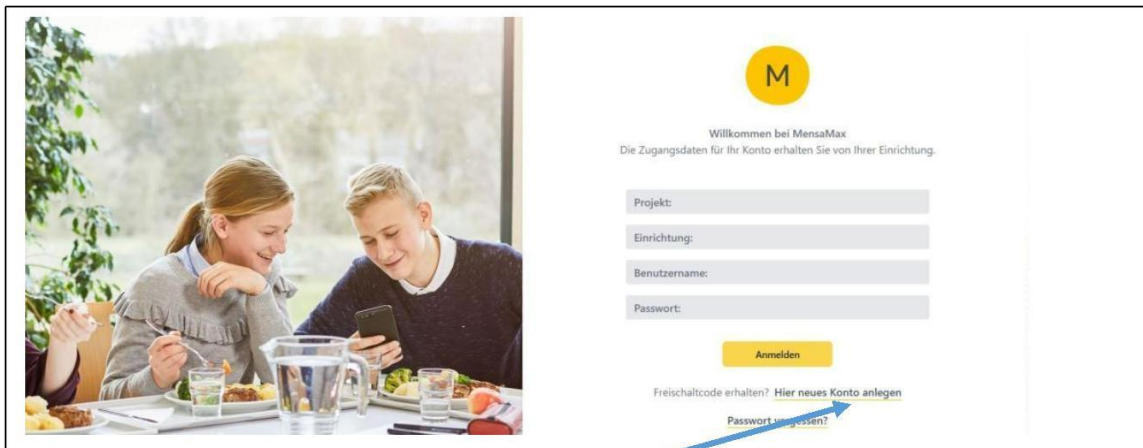 M
Willkommen bei MensaMax
Die Zugangsdaten für Ihr Konto erhalten Sie von Ihrer Einrichtung.
Projekt:
Einrichtung:
Benutzername:
Passwort:
Anmelden
Freischaltcode erhalten? Hier neues Konto anlegen
Passwort vergessen?